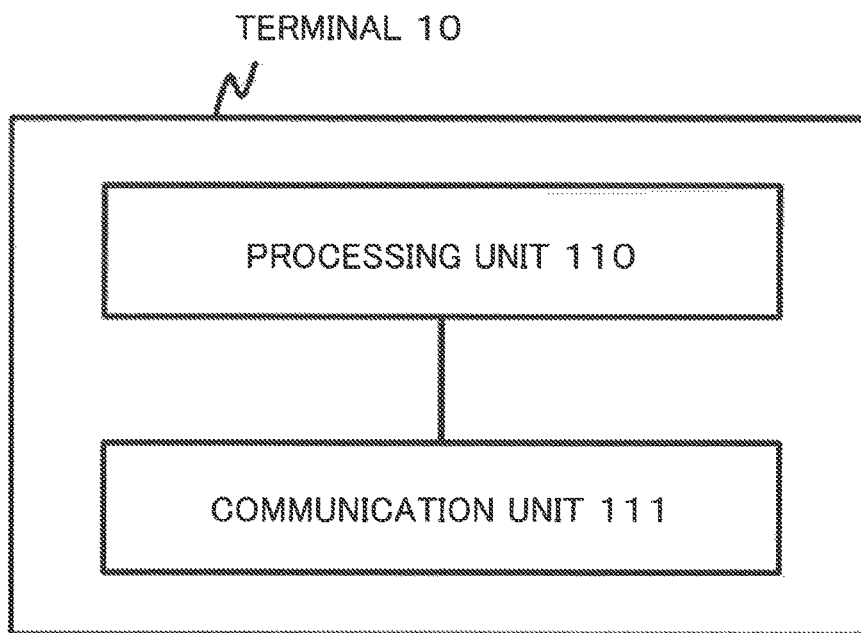 TERMINAL 10
PROCESSING UNIT 110
COMMUNICATION UNIT 111